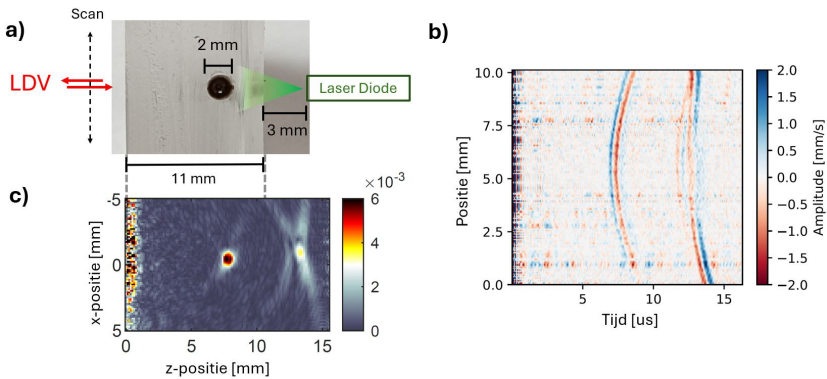 a)
Scan
2 mm
LDV
Laser Diode
3 mm
11 mm
b)
10.0
7.5
5.0
2.5
0.0
Positie [mm]
5
10
15
Tijd [us]
2.0
1.5
1.0
0.5
0.0
−0.5
−1.0
−1.5
−2.0
Amplitude [mm/s]
c)
×10⁻³
-5
0
5
x-positie [mm]
0
5
10
15
z-positie [mm]
6
4
2
0